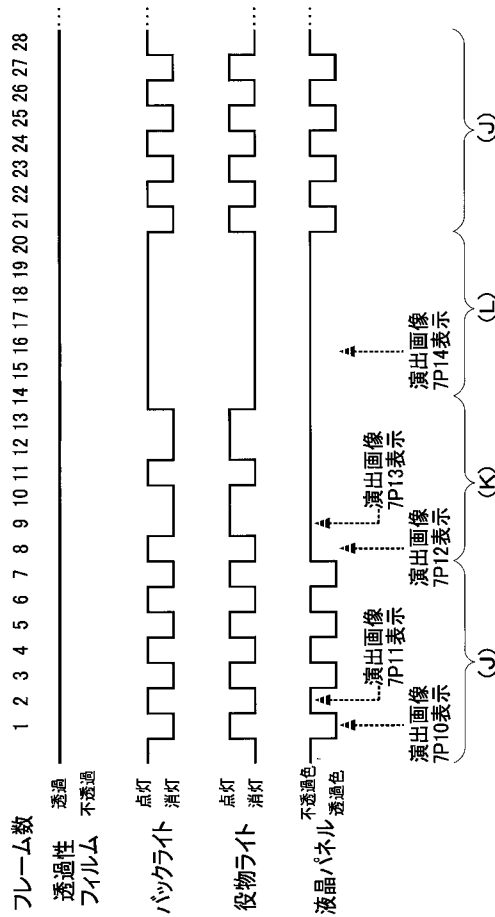 フレーム数 1 2 3 4 5 6 7 8 9 10 11 12 13 14 15 16 17 18 19 20 21 22 23 24 25 26 27 28
透過性
フィルム
透過
不透過
バックライト
点灯
消灯
役物ライト
点灯
消灯
液晶パネル
不透過色
透過色
演出画像
7P10表示
演出画像
7P11表示
演出画像
7P12表示
演出画像
7P13表示
演出画像
7P14表示
(J)
(K)
(L)
(J)